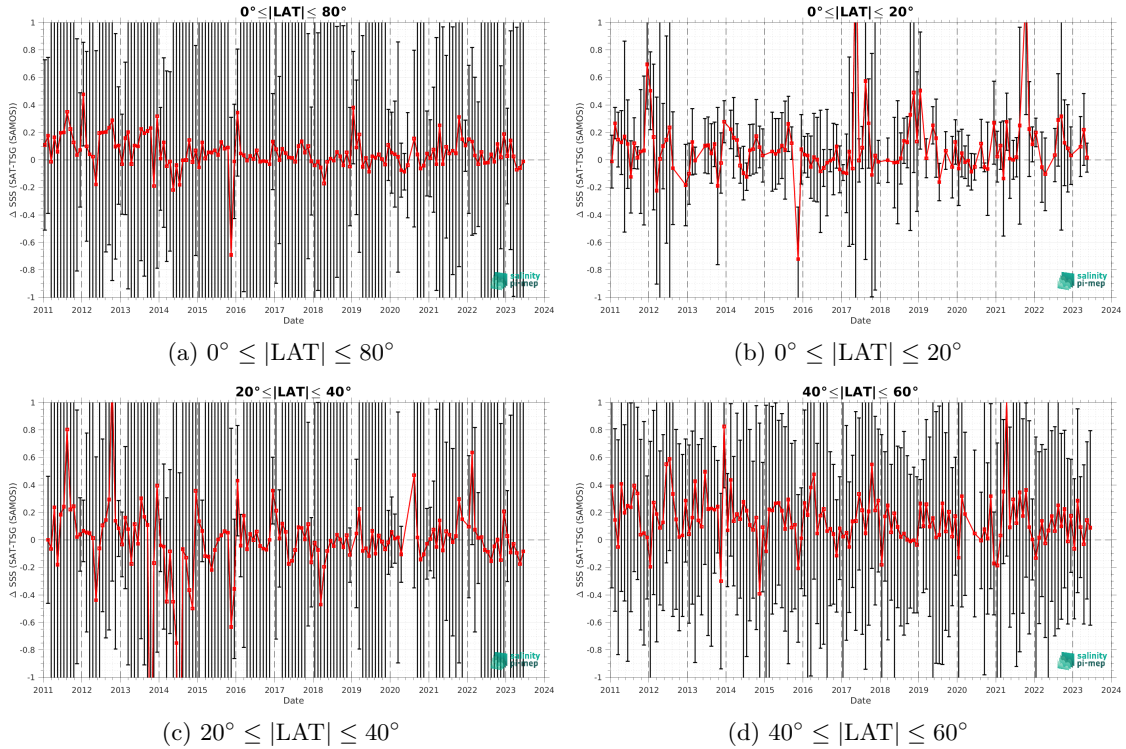 0°≤|LAT|≤ 80°
Δ SSS (SAT-TSG (SAMOS))
1
0.8
0.6
0.4
0.2
0
-0.2
-0.4
-0.6
-0.8
-1
2011 2012 2013 2014 2015 2016 2017 2018 2019 2020 2021 2022 2023 2024
Date
salinity
pi-mep
(a) 0° ≤ |LAT| ≤ 80°
0°≤|LAT|≤ 20°
Δ SSS (SAT-TSG (SAMOS))
1
0.8
0.6
0.4
0.2
0
-0.2
-0.4
-0.6
-0.8
-1
2011 2012 2013 2014 2015 2016 2017 2018 2019 2020 2021 2022 2023 2024
Date
salinity
pi-mep
(b) 0° ≤ |LAT| ≤ 20°
20°≤|LAT|≤ 40°
Δ SSS (SAT-TSG (SAMOS))
1
0.8
0.6
0.4
0.2
0
-0.2
-0.4
-0.6
-0.8
-1
2011 2012 2013 2014 2015 2016 2017 2018 2019 2020 2021 2022 2023 2024
Date
salinity
pi-mep
(c) 20° ≤ |LAT| ≤ 40°
40°≤|LAT|≤ 60°
Δ SSS (SAT-TSG (SAMOS))
1
0.8
0.6
0.4
0.2
0
-0.2
-0.4
-0.6
-0.8
-1
2011 2012 2013 2014 2015 2016 2017 2018 2019 2020 2021 2022 2023 2024
Date
salinity
pi-mep
(d) 40° ≤ |LAT| ≤ 60°